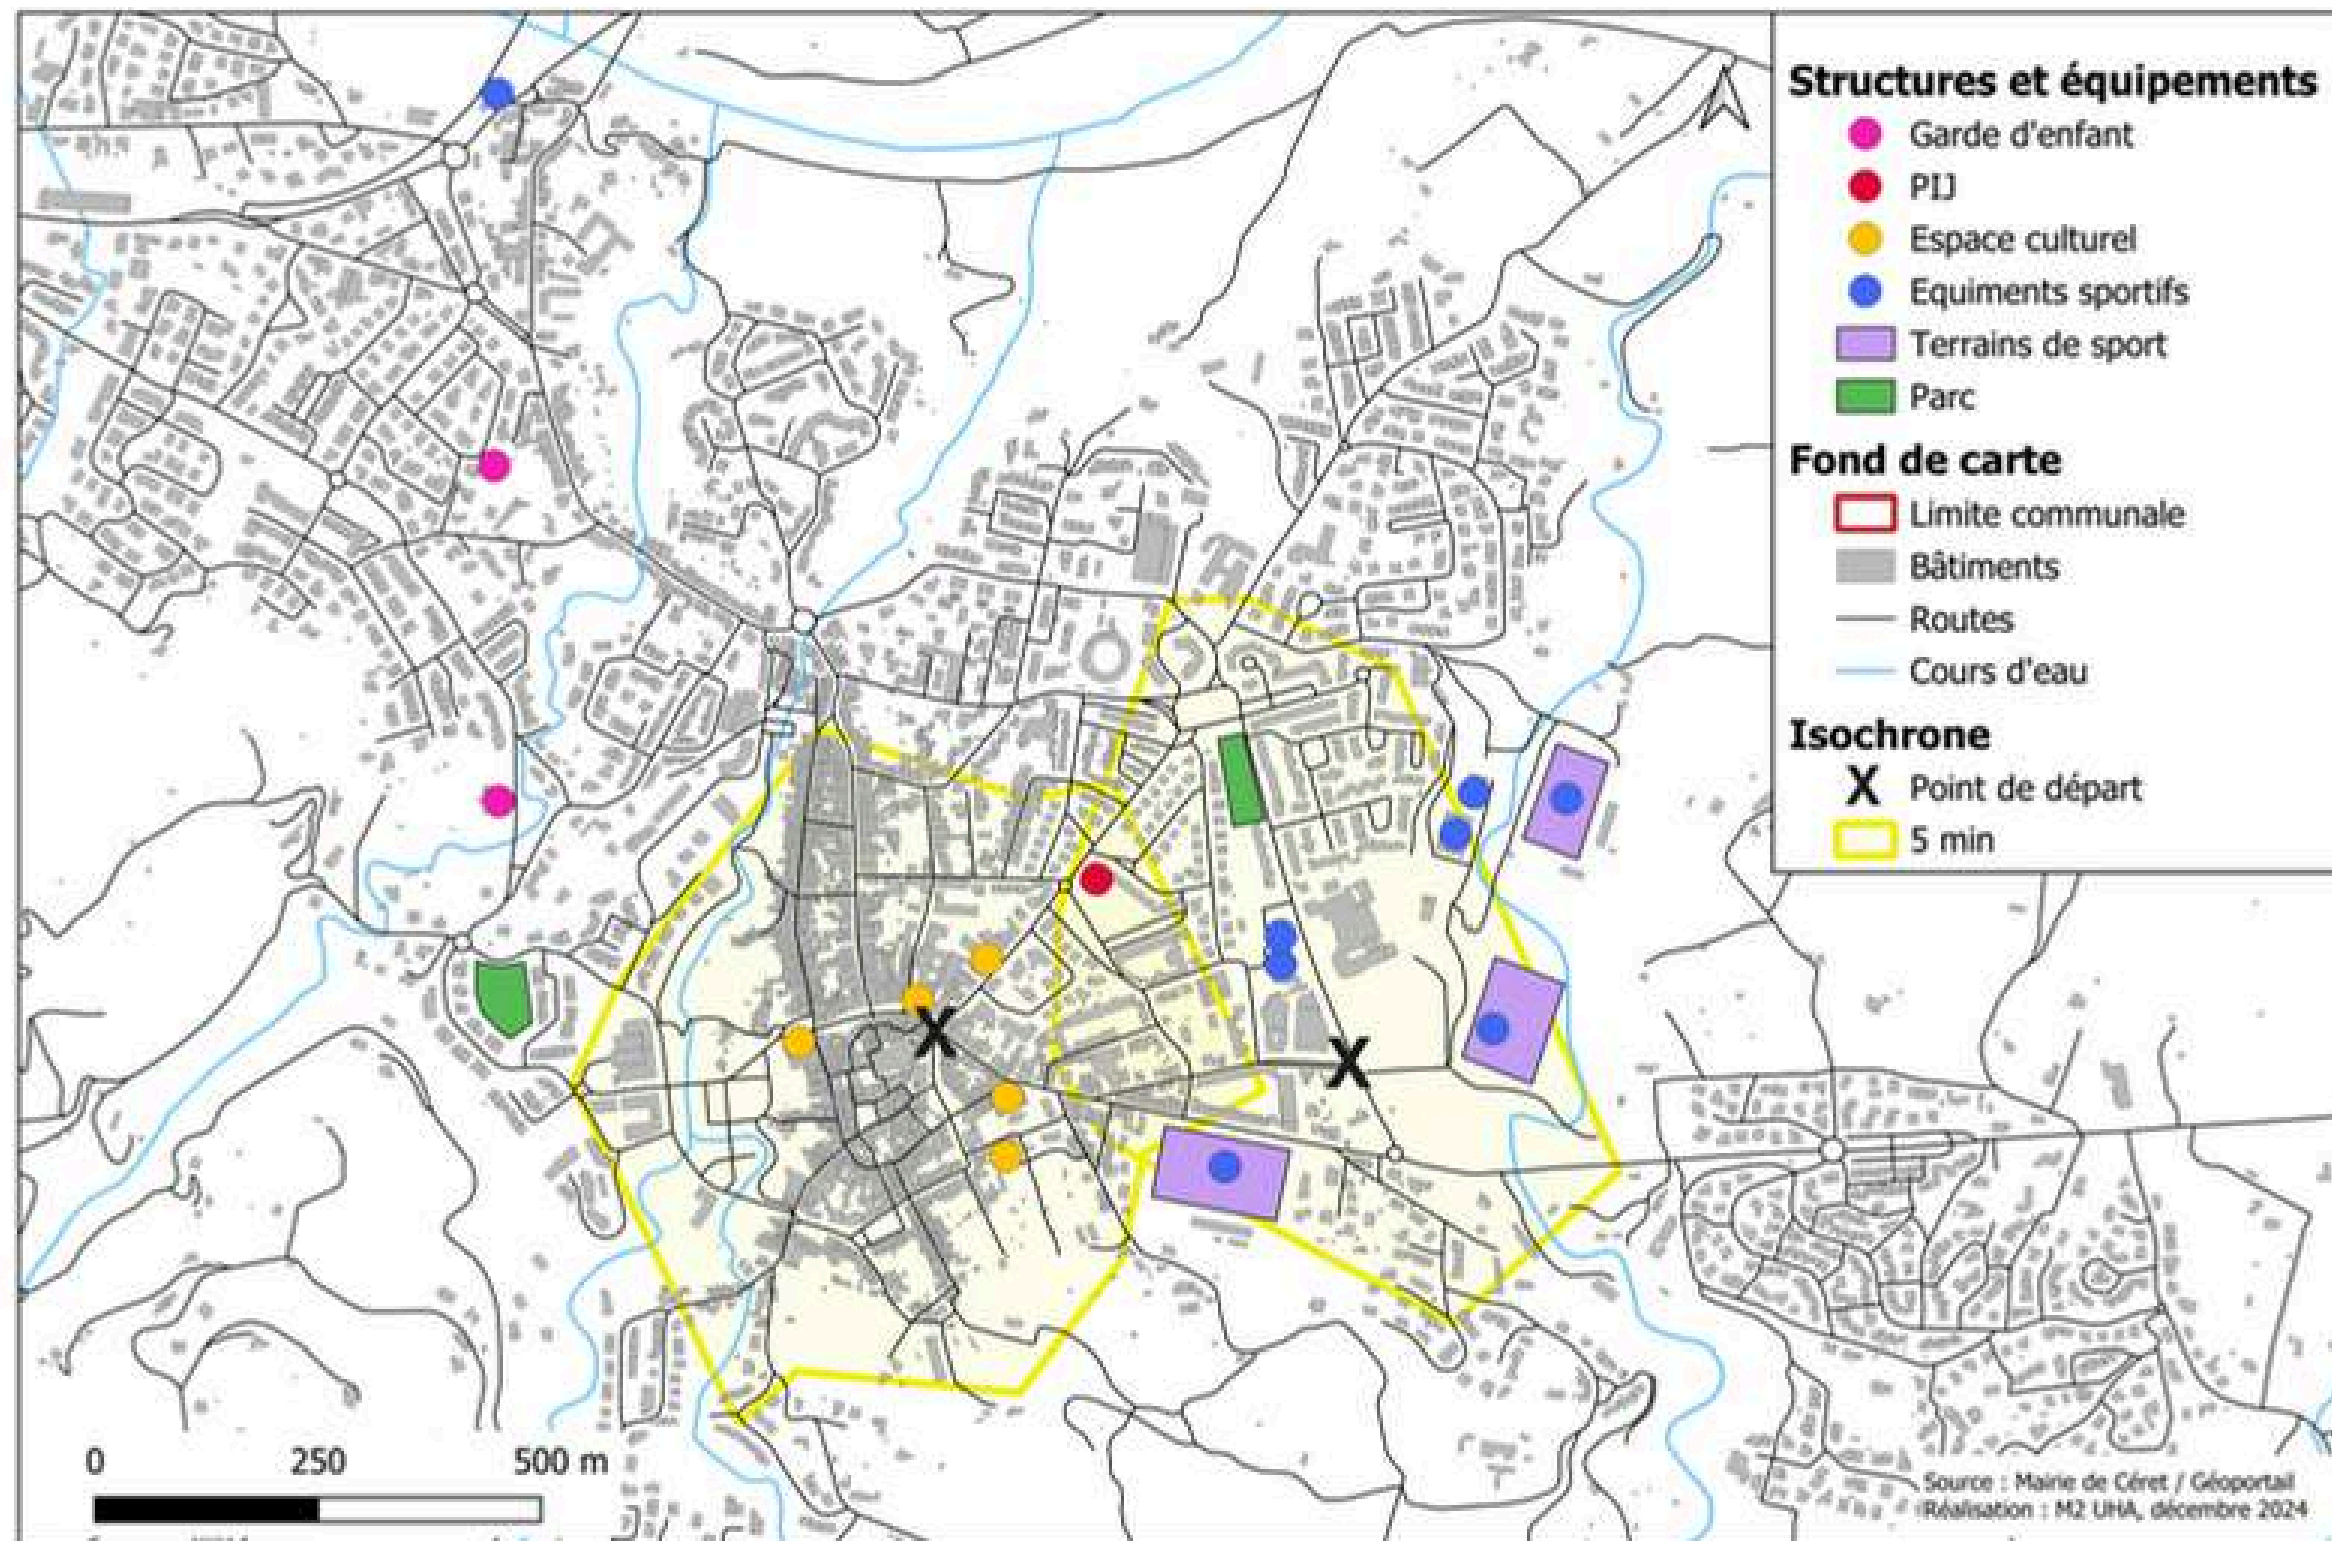 Structures et équipements
Garde d'enfant
PIJ
Espace culturel
Equiments sportifs
Terrains de sport
Parc
Fond de carte
Limite communale
Bâtiments
Routes
Cours d'eau
Isochrone
X Point de départ
5 min
X
X
0 250 500 m
Source : Mairie de Céret / Géoportail
Réalisation : M2 UHA, décembre 2024